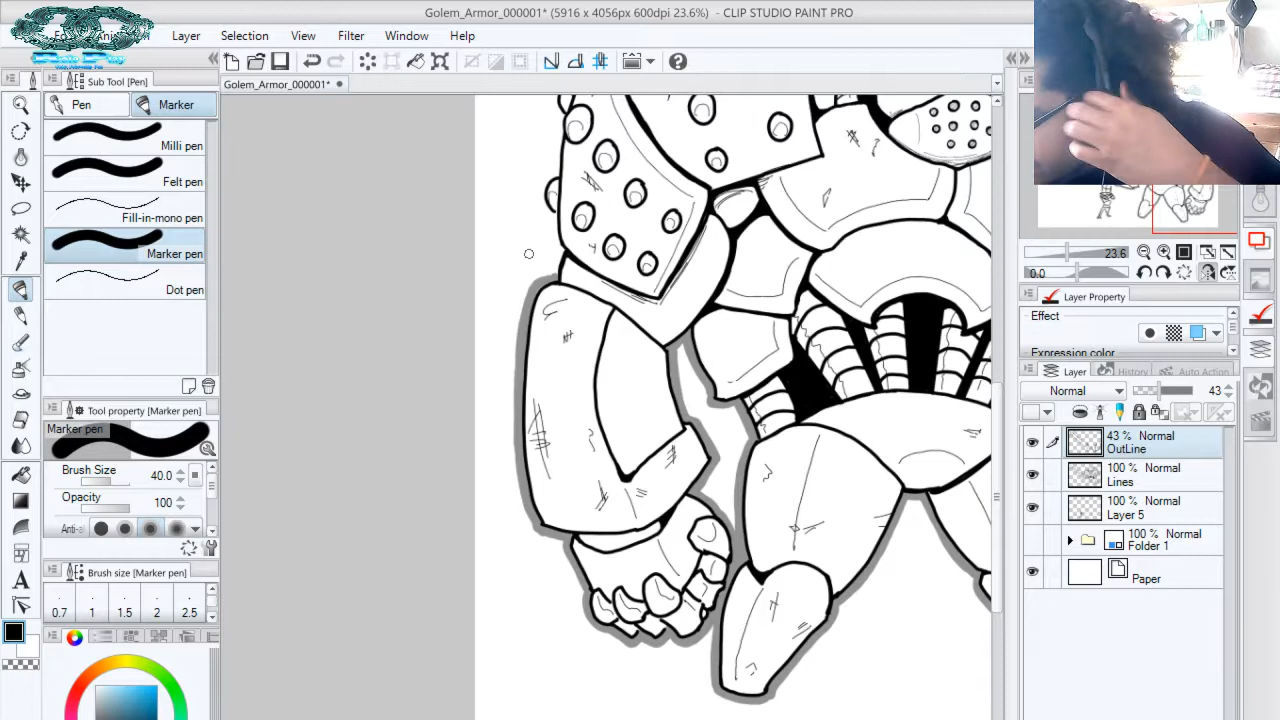 Golem_Armor_000001* (5916 x 4056px 600dpi 23.6%) - CLIP STUDIO PAINT PRO
Layer Selection View Filter Window Help
Sub Tool [Pen]
Golem_Armor_000001*
Pen Marker
Milli pen
Felt pen
Fill-in-mono pen
Marker pen
Dot pen
Tool property [Marker pen]
Marker pen
Brush Size 40.0
Opacity 100
Anti-al
Brush size [Marker pen]
0.7 1 1.5 2 2.5
23.6
0.0
Layer Property
Effect
Expression color
Layer History Auto Action
Normal 43
43 % Normal
OutLine
100 % Normal
Lines
100 % Normal
Layer 5
100 % Normal
Folder 1
Paper
A